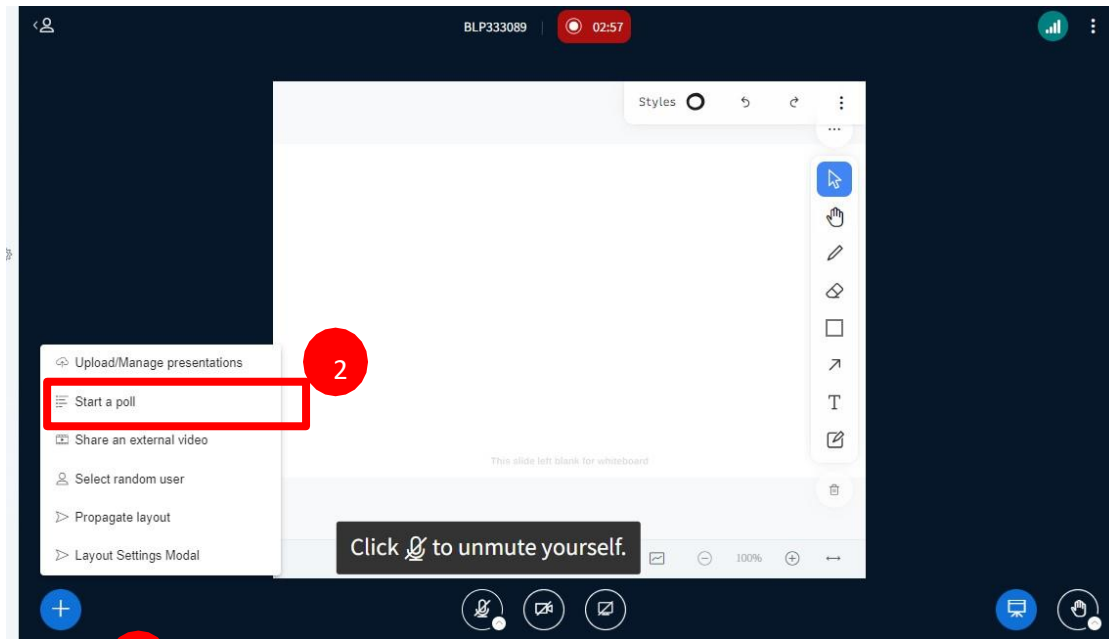 BLP333089
02:57
Styles
2
Upload/Manage presentations
Start a poll
Share an external video
Select random user
Propagate layout
Layout Settings Modal
T
This slide left blank for whiteboard
Click to unmute yourself.
100%